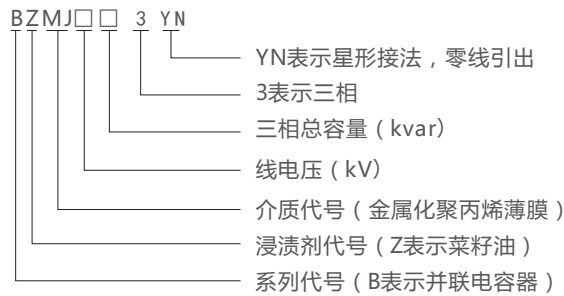 BZMJ□□ 3 YN
YN表示星形接法，零线引出
3表示三相
三相总容量（kvar）
线电压（kV）
介质代号（金属化聚丙烯薄膜）
浸渍剂代号（Z表示菜籽油）
系列代号（B表示并联电容器）